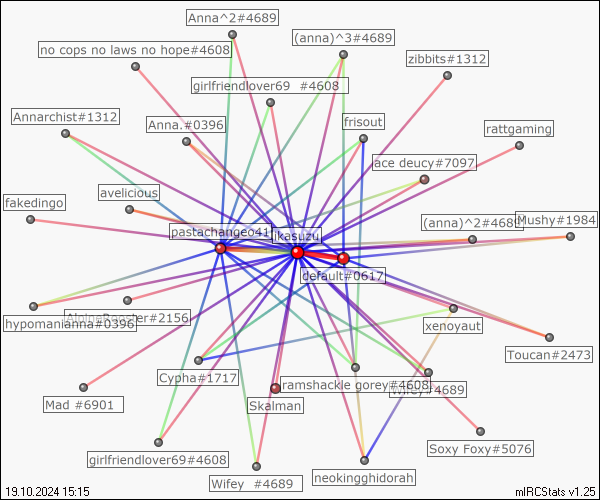 Anna^2#4689
no cops no laws no hope#4608
(anna)^3#4689
zibbits#1312
girlfriendlover69 #4608
Annarchist#1312
Anna.#0396
frisout
rattgaming
ace deucy#7097
fakedingo
avelicious
(anna)^2#4689
Mushy#1984
pastachangeo41
ikasuzu
default#0617
hypomanianna#0396
#2156
xenoyaut
Toucan#2473
Cypha#1717
ramshackle gorey#4608
Wifey#4689
Mad #6901
Skalman
Soxy Foxy#5076
girlfriendlover69#4608
Wifey #4689
neokingghidorah
19.10.2024 15:15
mIRCStats v1.25